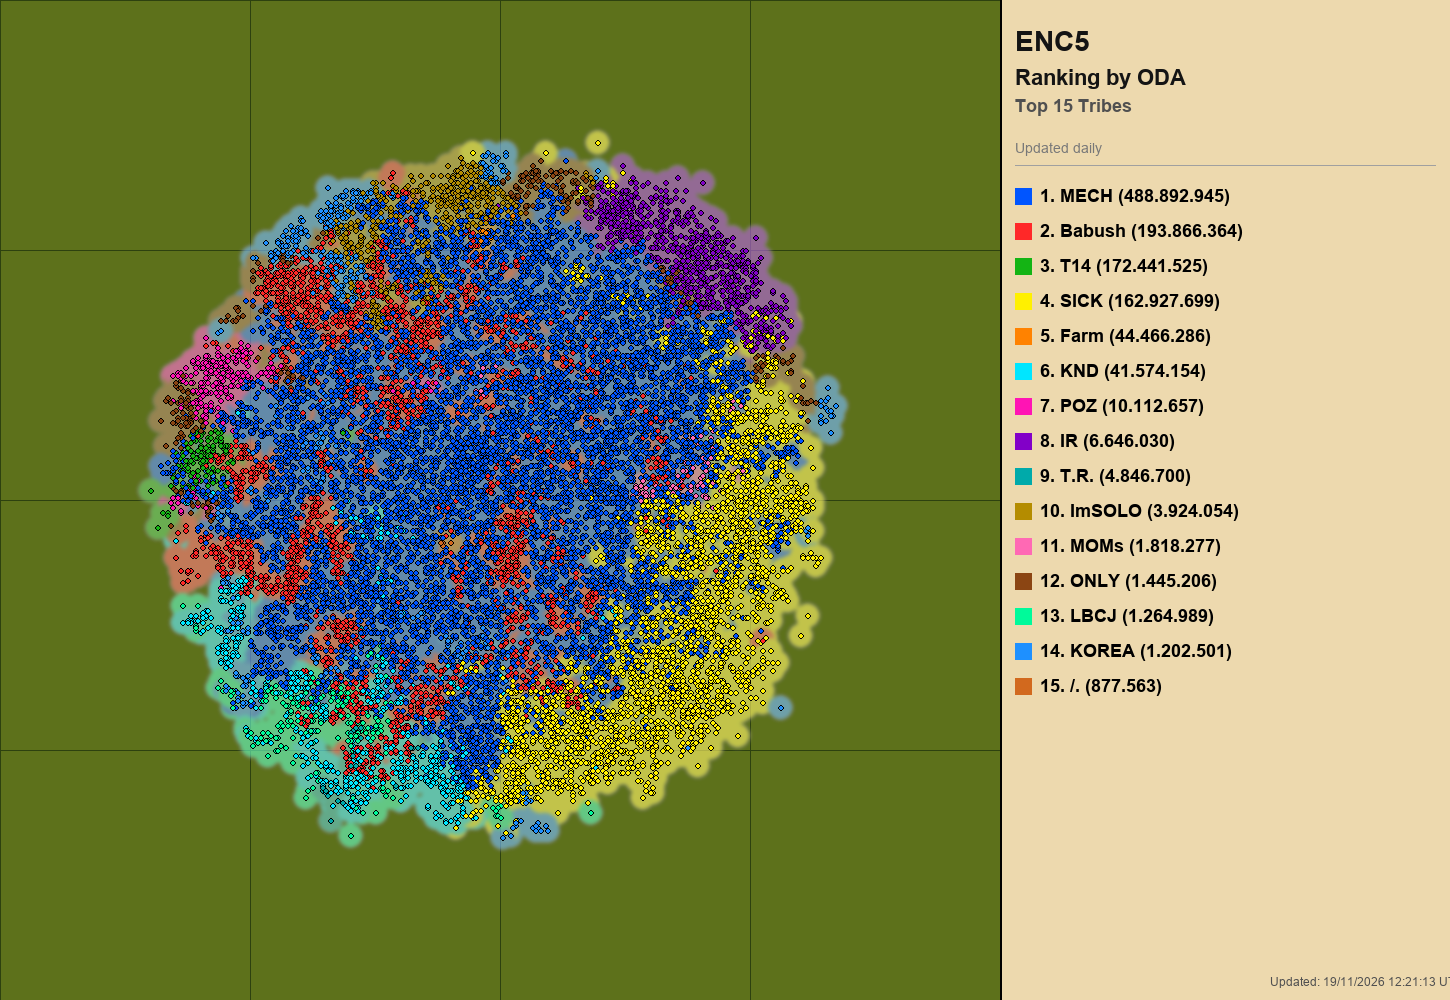 ENC5
Ranking by ODA
Top 15 Tribes
Updated daily
1. MECH (488.892.945)
2. Babush (193.866.364)
3. T14 (172.441.525)
4. SICK (162.927.699)
5. Farm (44.466.286)
6. KND (41.574.154)
7. POZ (10.112.657)
8. IR (6.646.030)
9. T.R. (4.846.700)
10. ImSOLO (3.924.054)
11. MOMs (1.818.277)
12. ONLY (1.445.206)
13. LBCJ (1.264.989)
14. KOREA (1.202.501)
15. /. (877.563)
Updated: 19/11/2026 12:21:13 U